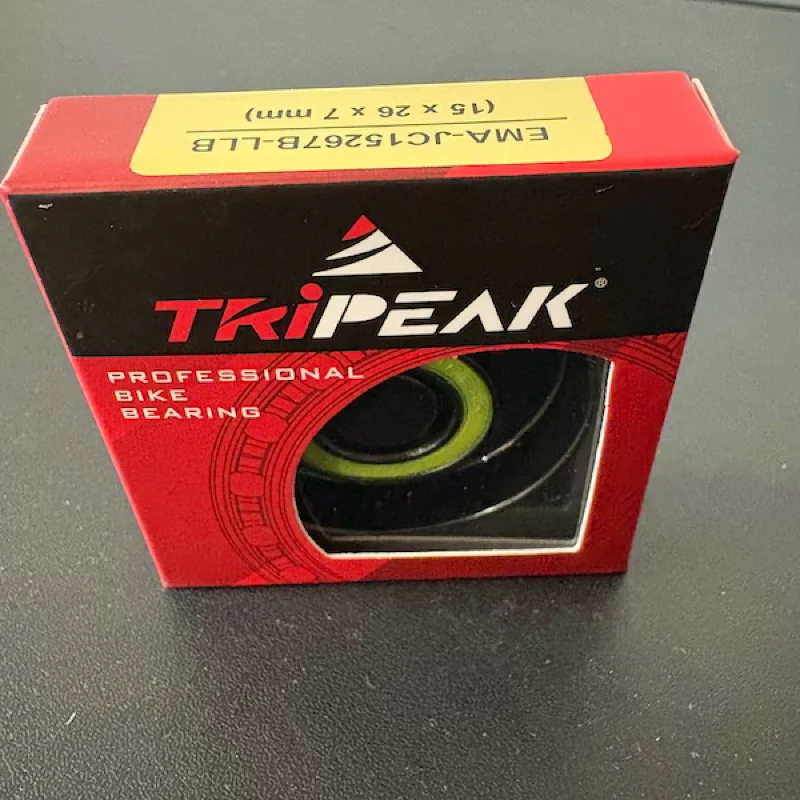 EMA-JC15267B-LLB
(15 x 26 x 7 mm)
TRiPEAK®
PROFESSIONAL
BIKE
BEARING